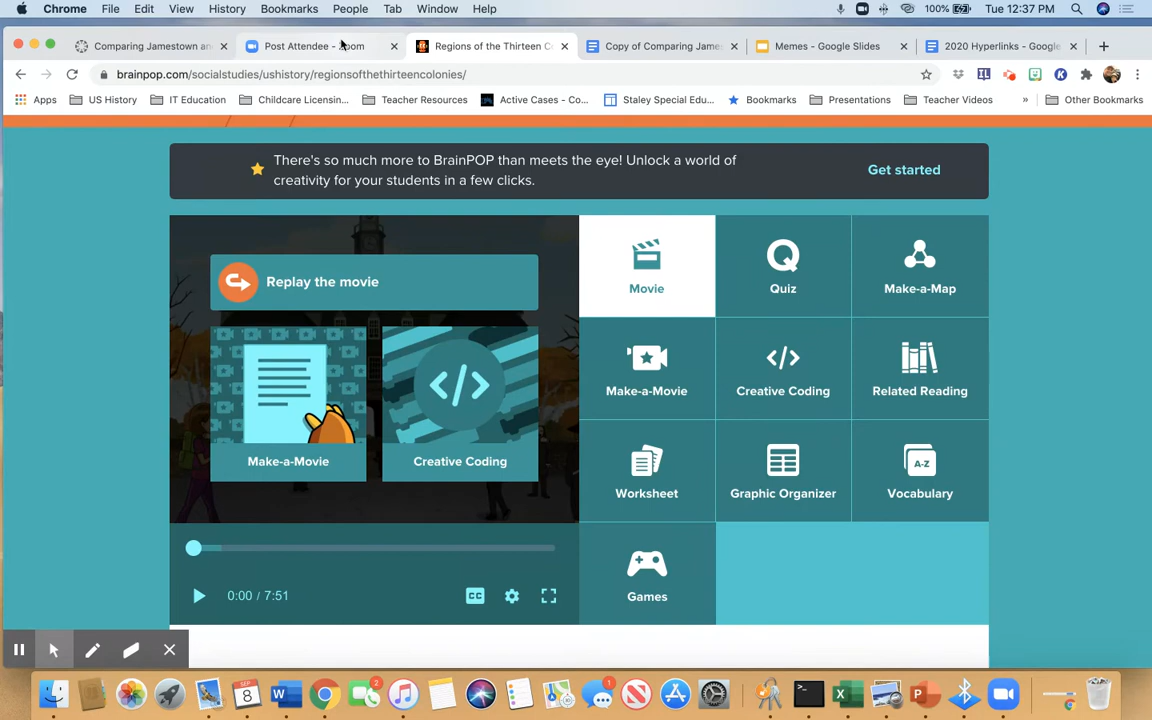 Chrome File Edit View History Bookmarks People Tab Window Help 100% Tue 12:37 PM
Comparing Jamestown an Post Attendee - Zoom Regions of the Thirteen C Copy of Comparing Jame Memes - Google Slides 2020 Hyperlinks - Google
brainpop.com/socialstudies/ushistory/regionsofthethirteencolonies/
Apps US History IT Education Childcare Licensin... Teacher Resources Active Cases - Co... Staley Special Edu... Bookmarks Presentations Teacher Videos » Other Bookmarks
There's so much more to BrainPOP than meets the eye! Unlock a world of
creativity for your students in a few clicks.
Get started
Replay the movie
Make-a-Movie Creative Coding
0:00 / 7:51
CC
Movie Quiz Make-a-Map
Make-a-Movie Creative Coding Related Reading
Worksheet Graphic Organizer Vocabulary
A-Z
Games
SEP
8
2
1